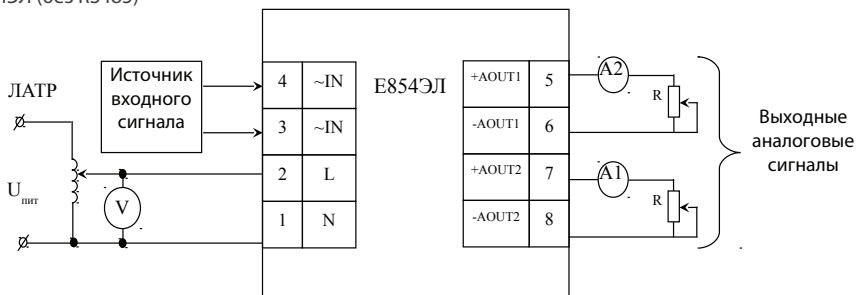 ЛАТР
U пит
V
Источник
входного
сигнала
4 ~IN
3 ~IN
2 L
1 N
Е854ЭЛ
+AOUT1 5
-AOUT1 6
+AOUT2 7
-AOUT2 8
A2
R
A1
R
Выходные
аналоговые
сигналы